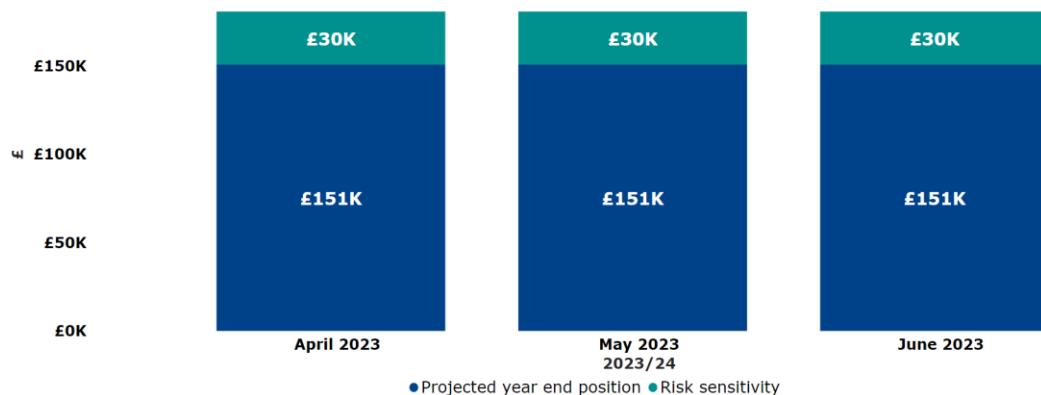 £30K £30K £30K
£150K
£ £100K
£151K £151K £151K
£50K
£0K
April 2023 May 2023 June 2023
2023/24
Projected year end position Risk sensitivity